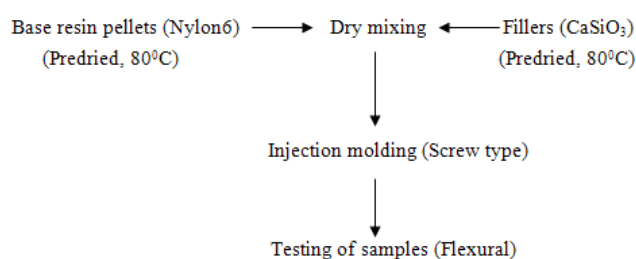 Base resin pellets (Nylon6)
Dry mixing
Fillers (CaSiO₃)
(Predried, 80⁰C)
(Predried, 80⁰C)
Injection molding (Screw type)
Testing of samples (Flexural)